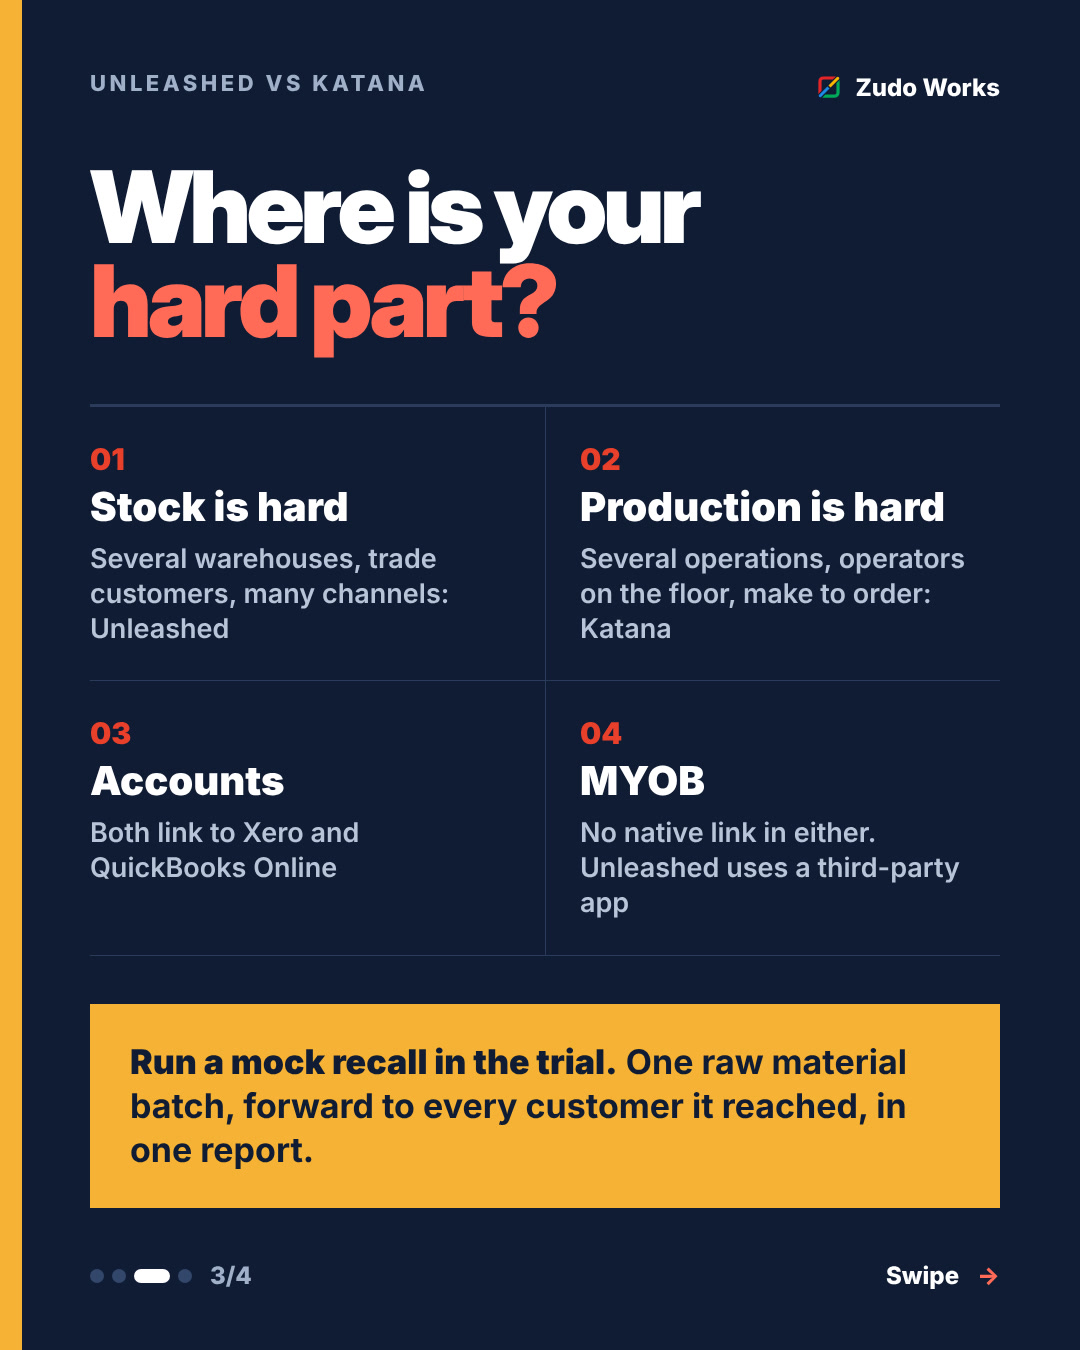 UNLEASHED VS KATANA
Zudo Works
Where is your
hard part?
01
Stock is hard
Several warehouses, trade
customers, many channels:
Unleashed
02
Production is hard
Several operations, operators
on the floor, make to order:
Katana
03
Accounts
Both link to Xero and
QuickBooks Online
04
MYOB
No native link in either.
Unleashed uses a third-party
app
Run a mock recall in the trial. One raw material
batch, forward to every customer it reached, in
one report.
3/4
Swipe →